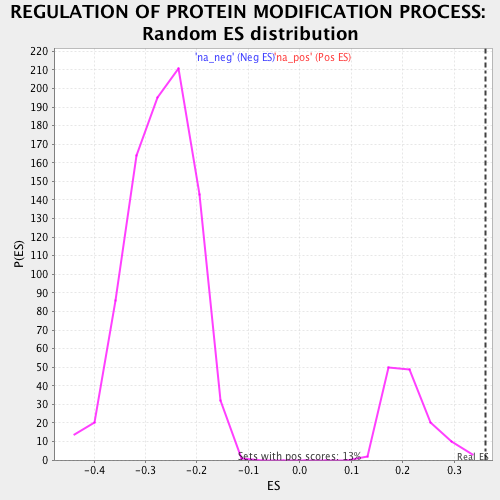 REGULATION OF PROTEIN MODIFICATION PROCESS:
Random ES distribution
'na_neg' (Neg ES)'na_pos' (Pos ES)
220
210
200
190
180
170
160
150
140
130
120
110
100
90
80
70
60
50
40
30
20
10
0
P(ES)
Sets with pos scores: 13%
Real ES
-0.4 -0.3 -0.2 -0.1 0.0 0.1 0.2 0.3
ES